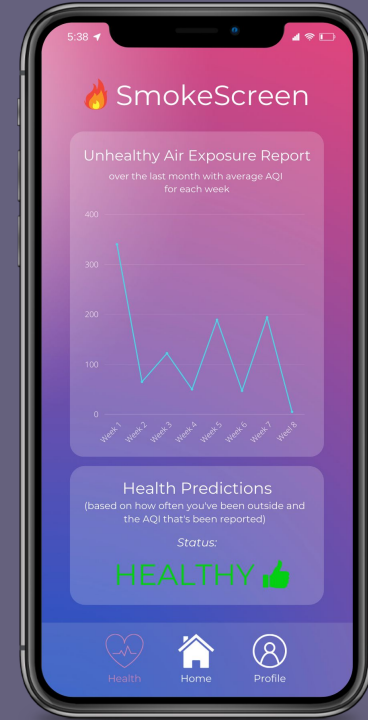 5:38
SmokeScreen
Unhealthy Air Exposure Report
over the last month with average AQI
for each week
400
300
200
100
0
Week 1 Week 2 Week 3 Week 4 Week 5 Week 6 Week 7 Week 8
Health Predictions
(based on how often you've been outside and
the AQI that's been reported)
Status:
HEALTHY
Health Home Profile